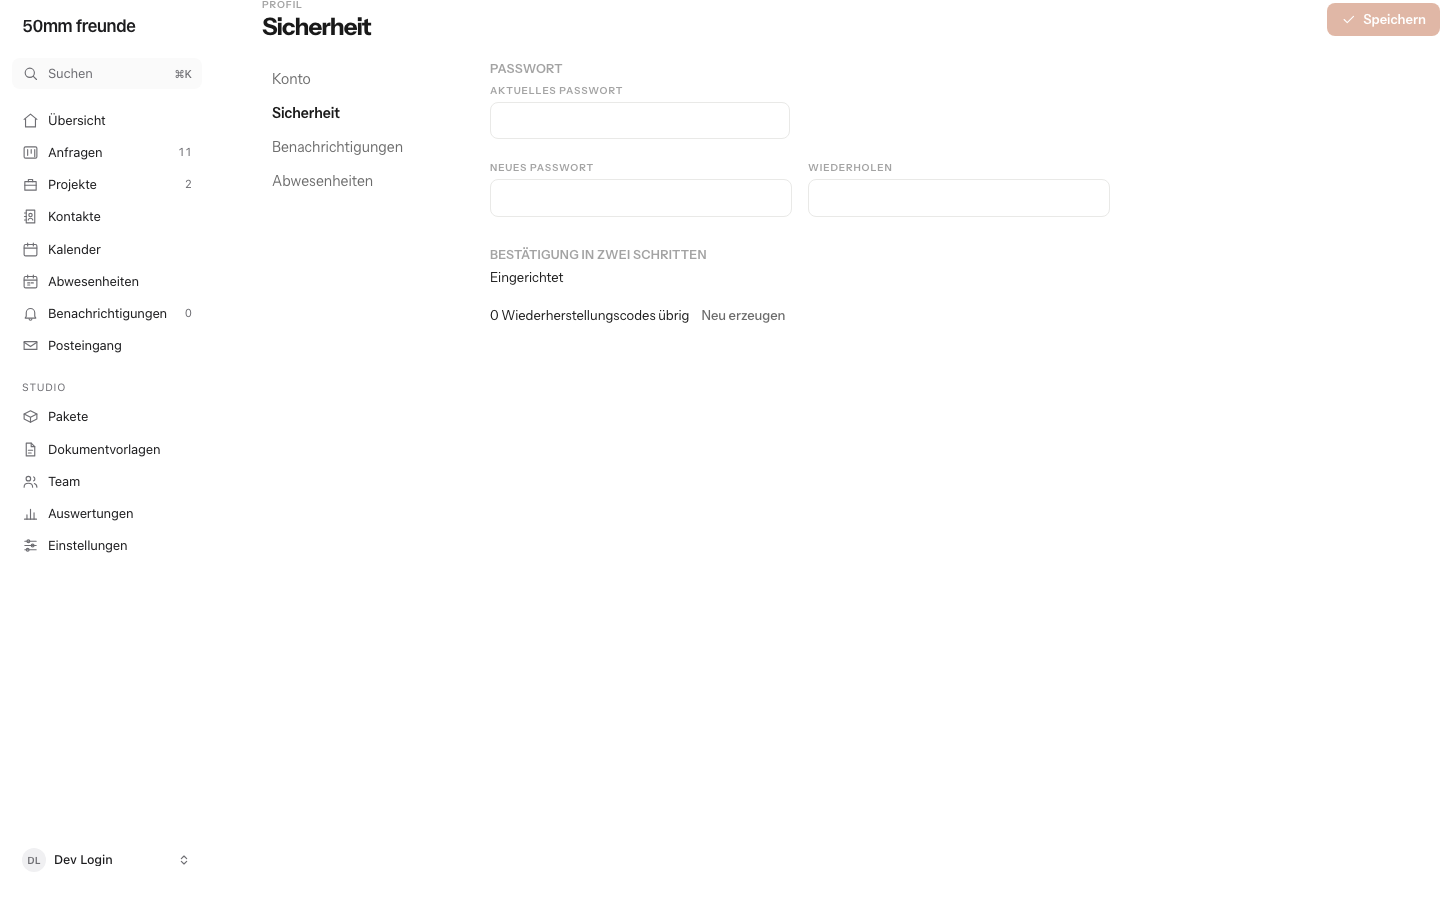 50mm freunde
Suchen ⌘K
Übersicht
Anfragen 11
Projekte 2
Kontakte
Kalender
Abwesenheiten
Benachrichtigungen 0
Posteingang
STUDIO
Pakete
Dokumentvorlagen
Team
Auswertungen
Einstellungen
DL Dev Login
PROFIL
Sicherheit
Speichern
Konto
Sicherheit
Benachrichtigungen
Abwesenheiten
PASSWORT
AKTUELLES PASSWORT
NEUES PASSWORT WIEDERHOLEN
BESTÄTIGUNG IN ZWEI SCHRITTEN
Eingerichtet
0 Wiederherstellungscodes übrig Neu erzeugen